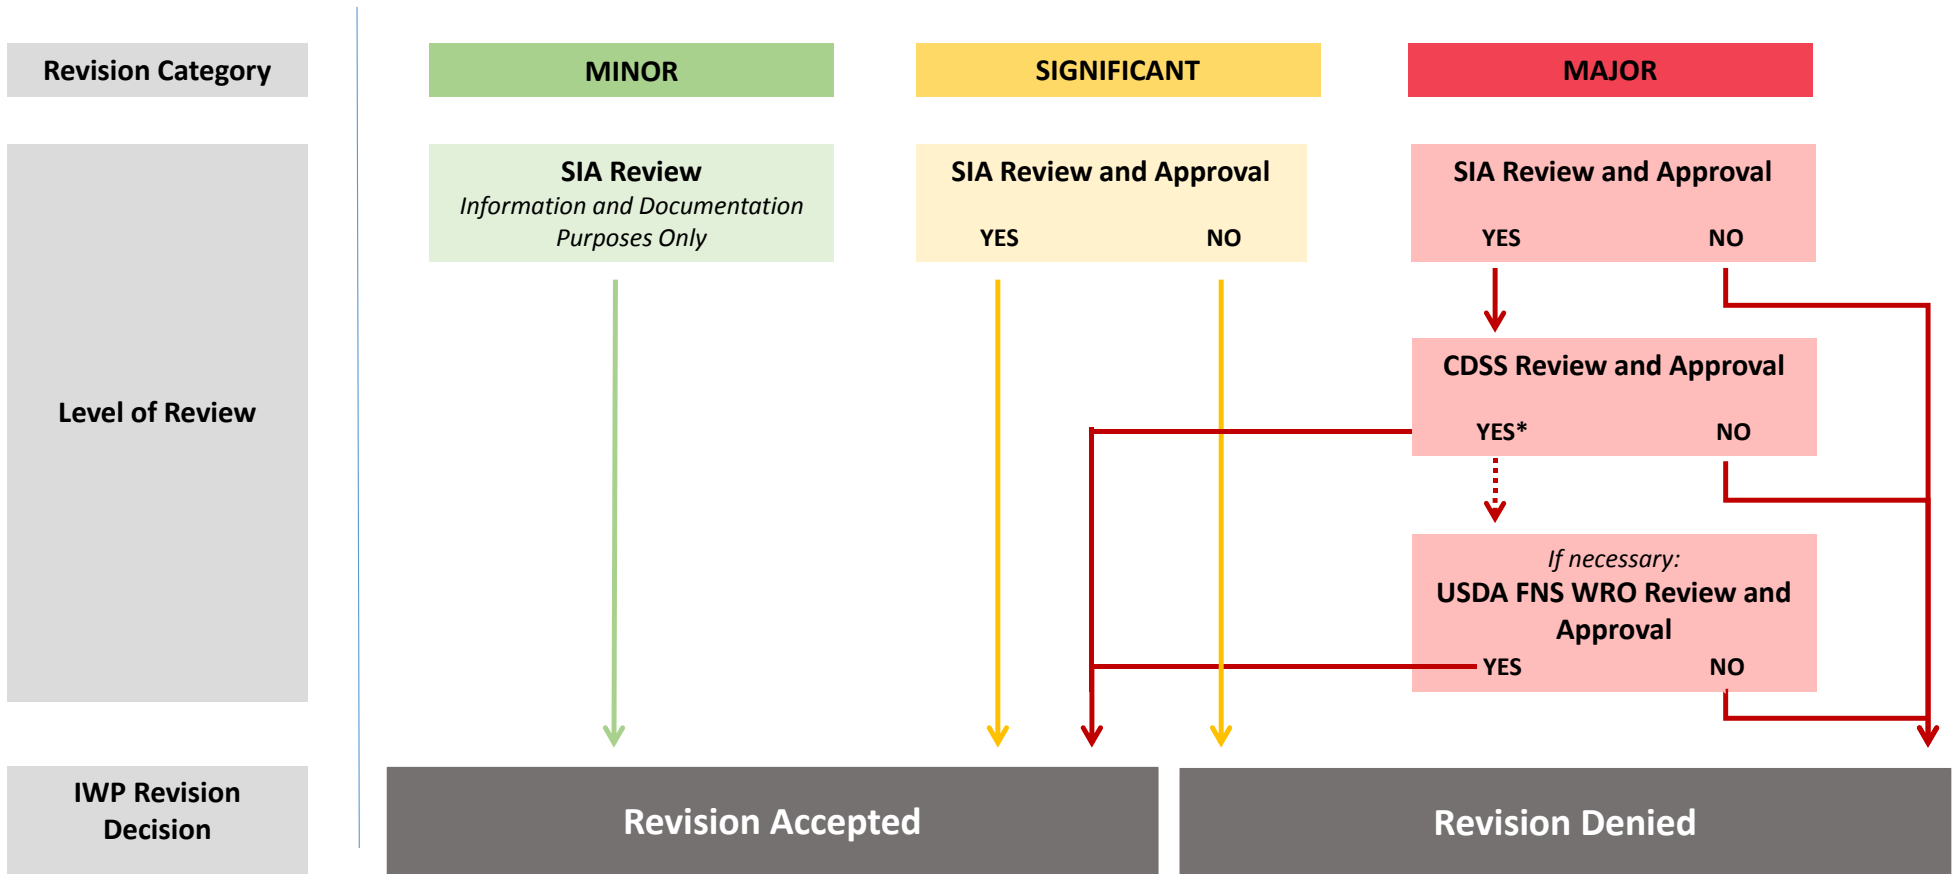 Revision Category
MINOR
SIGNIFICANT
MAJOR
Level of Review
SIA Review
Information and Documentation
Purposes Only
SIA Review and Approval
YES NO
SIA Review and Approval
YES NO
CDSS Review and Approval
YES* NO
If necessary:
USDA FNS WRO Review and
Approval
YES NO
IWP Revision
Decision
Revision Accepted
Revision Denied